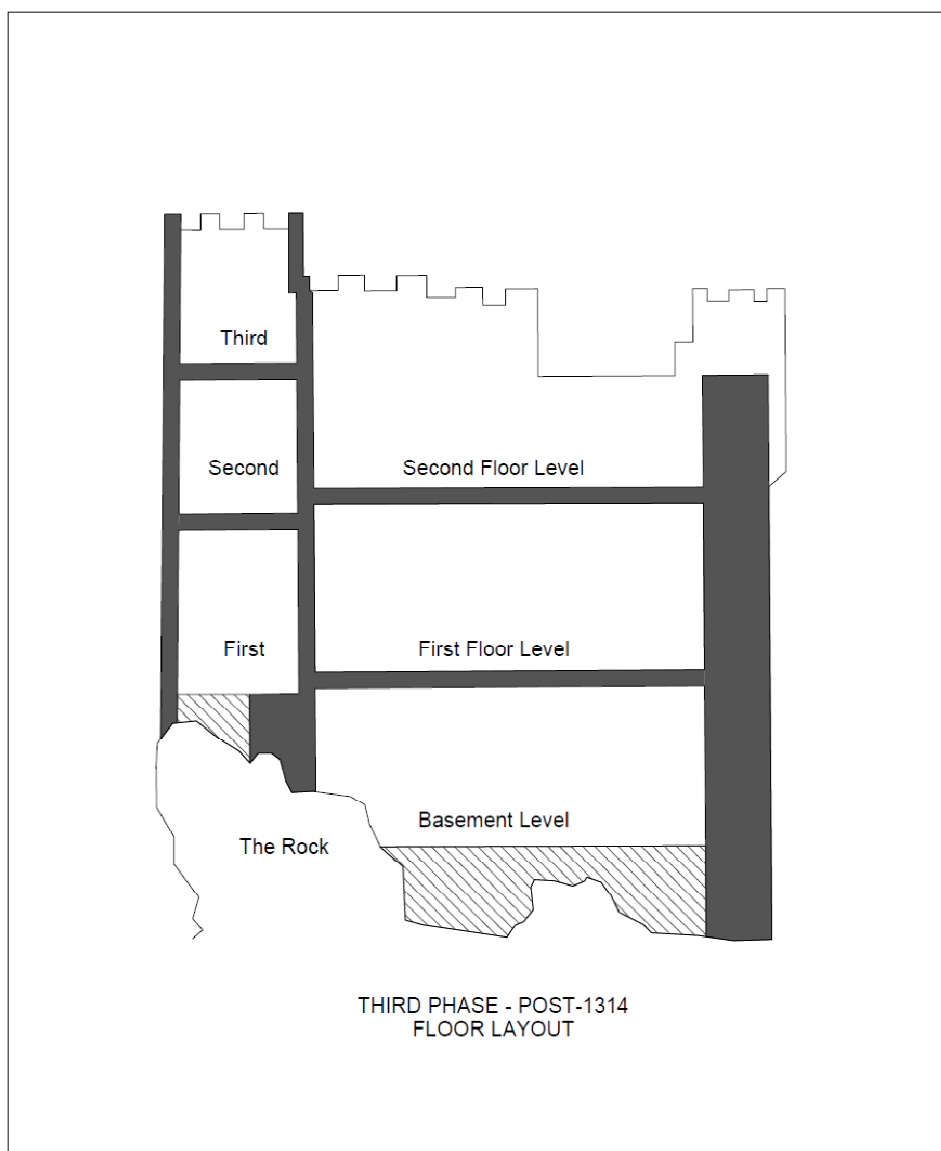 Third
Second
Second Floor Level
First
First Floor Level
Basement Level
The Rock
THIRD PHASE - POST-1314
FLOOR LAYOUT